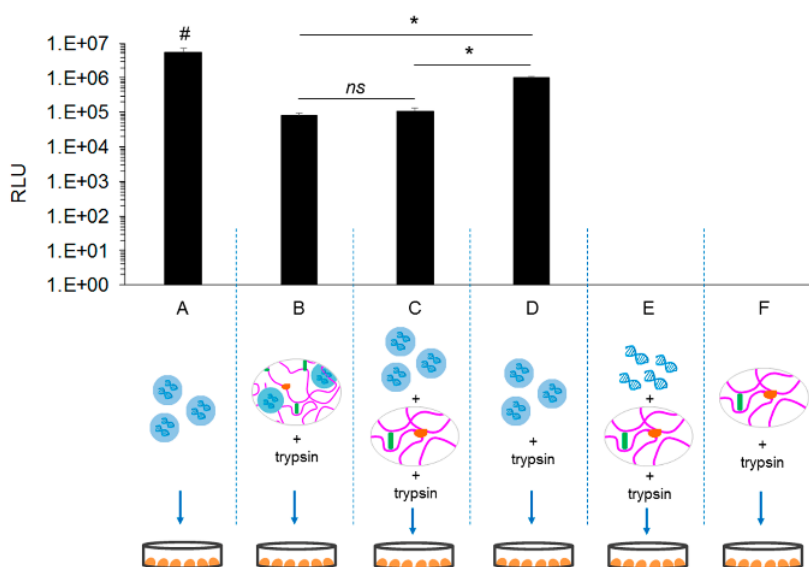 #
*
*
ns
1.E+07
1.E+06
1.E+05
1.E+04
1.E+03
1.E+02
1.E+01
1.E+00
RLU
A B C D E F
+
+
+
trypsin
+
trypsin
+
trypsin
+
trypsin
+
trypsin